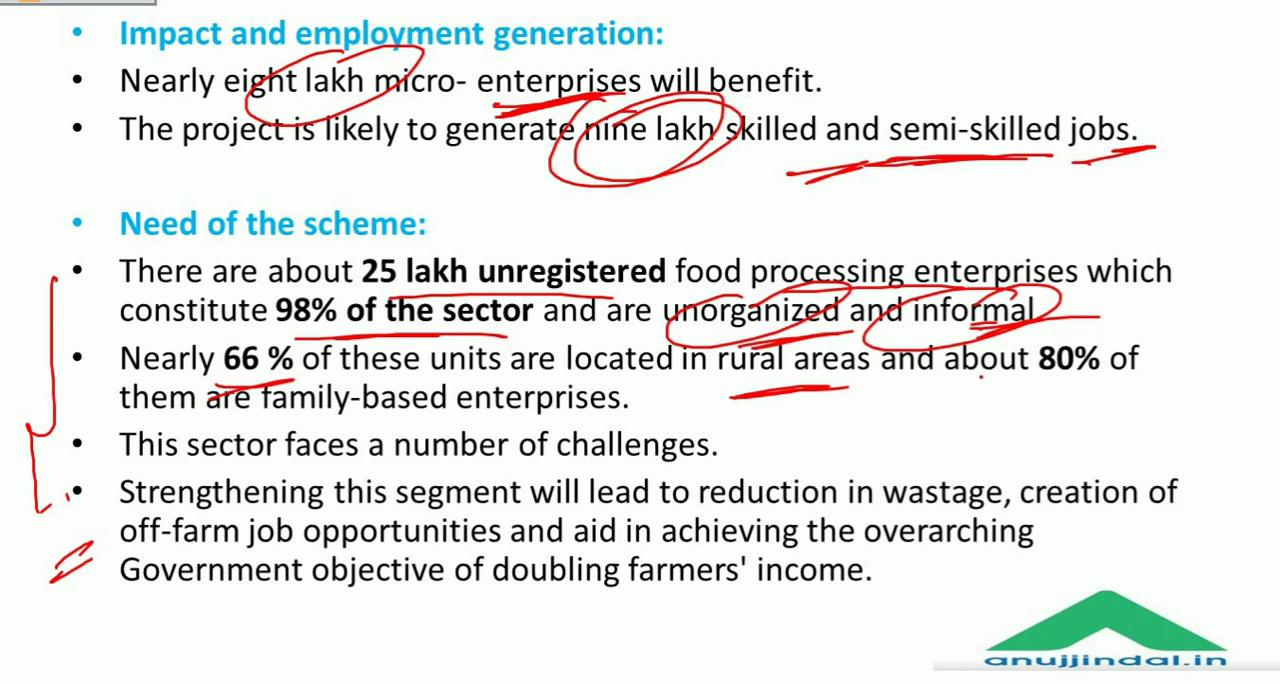 • Impact and employment generation:
• Nearly eight lakh micro- enterprises will benefit.
• The project is likely to generate nine lakh skilled and semi-skilled jobs.
• Need of the scheme:
• There are about 25 lakh unregistered food processing enterprises which
constitute 98% of the sector and are unorganized and informal
• Nearly 66 % of these units are located in rural areas and about 80% of
them are family-based enterprises.
• This sector faces a number of challenges.
• Strengthening this segment will lead to reduction in wastage, creation of
off-farm job opportunities and aid in achieving the overarching
Government objective of doubling farmers' income.
anujjindal.in